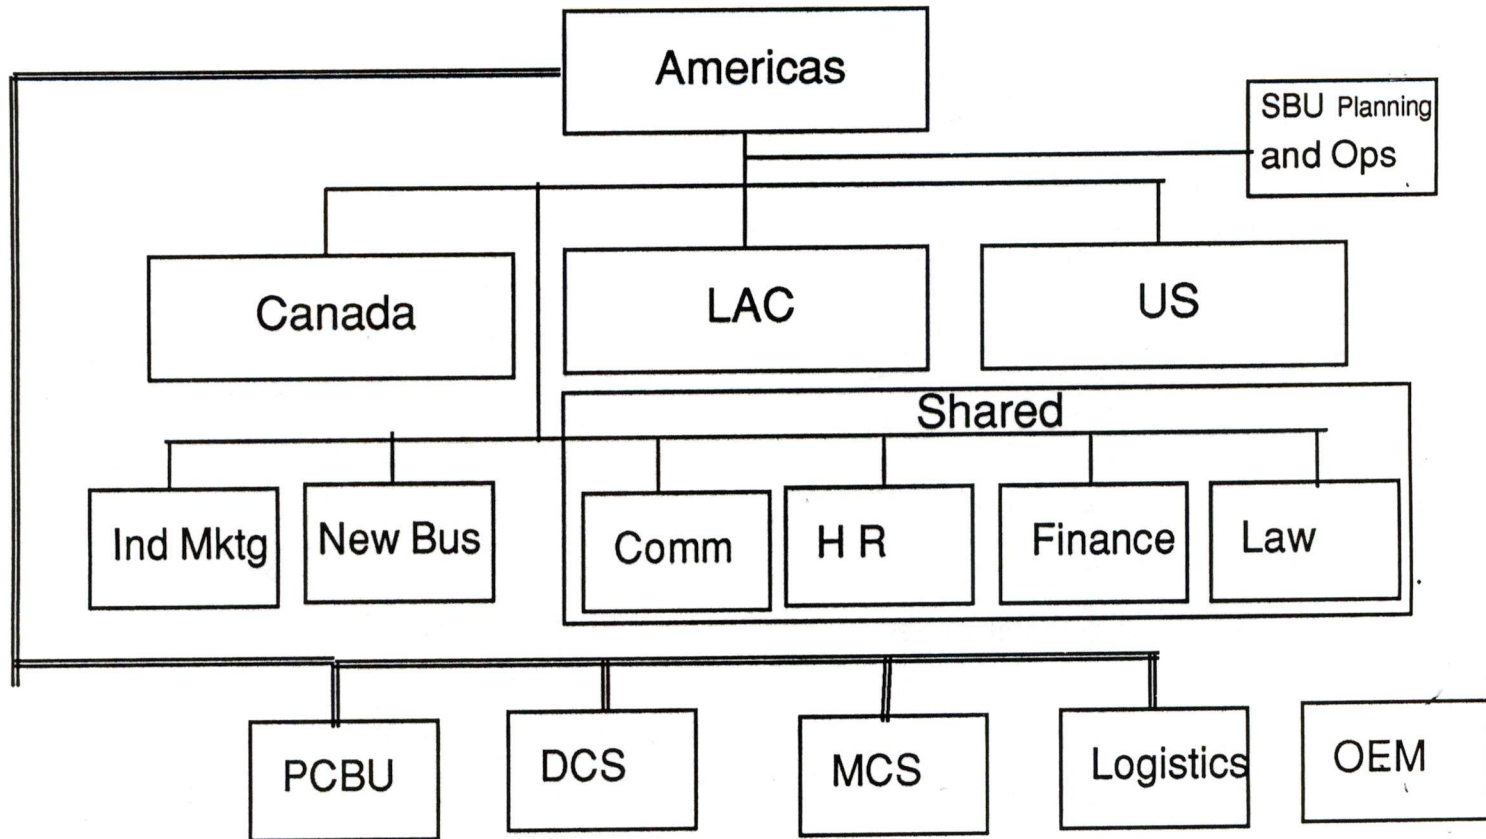 Americas
SBU Planning
and Ops
Canada
LAC
US
Shared
Ind Mktg
New Bus
Comm
H R
Finance
Law
PCBU
DCS
MCS
Logistics
OEM